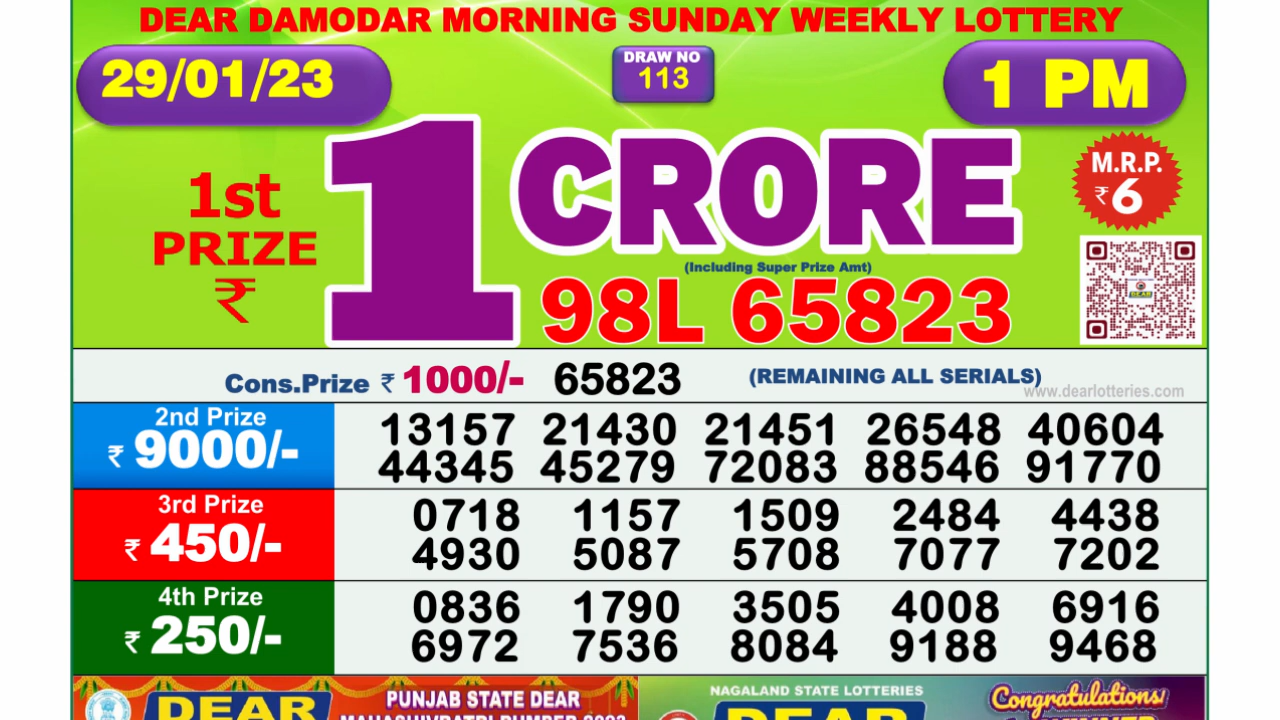 DEAR DAMODAR MORNING SUNDAY WEEKLY LOTTERY
29/01/23
DRAW NO
113
1 PM
1st
PRIZE
₹
1 CRORE
(Including Super Prize Amt)
98L 65823
M.R.P.
₹6
DEAR
Cons.Prize ₹ 1000/- 65823 (REMAINING ALL SERIALS)
www.dearlotteries.com
2nd Prize
₹ 9000/-
13157 21430 21451 26548 40604
44345 45279 72083 88546 91770
3rd Prize
₹ 450/-
0718 1157 1509 2484 4438
4930 5087 5708 7077 7202
4th Prize
₹ 250/-
0836 1790 3505 4008 6916
6972 7536 8084 9188 9468
DEAR
PUNJAB STATE DEAR
NAGALAND STATE LOTTERIES
DEAR
Congratulations!